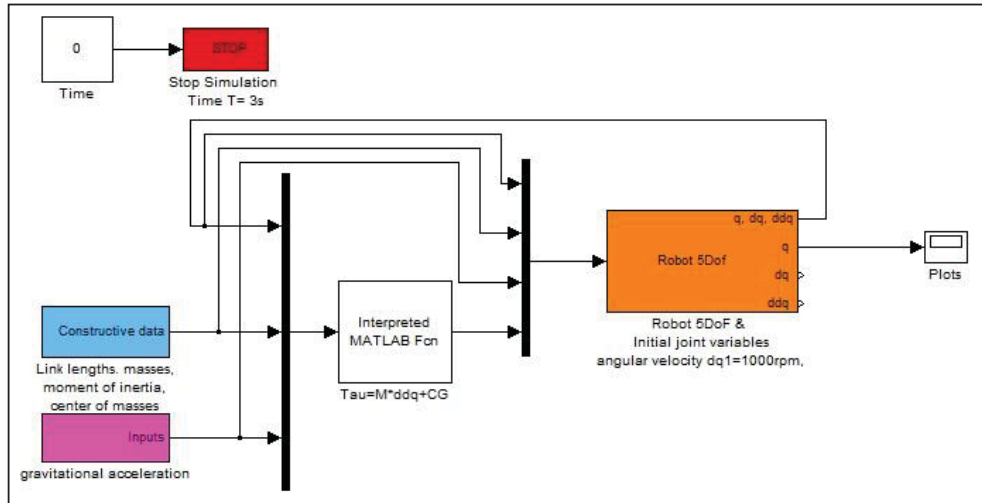 0
Time
STOP
Stop Simulation
Time T= 3s
q, dq, ddq
q
dq
ddq
Robot 5Dof
Robot 5DoF &
Initial joint variables
angular velocity dq1=1000rpm,
Plots
Constructive data
Link lengths. masses,
moment of inertia,
center of masses
Interpreted
MATLAB Fcn
Tau=M*ddq+CG
Inputs
gravitational acceleration